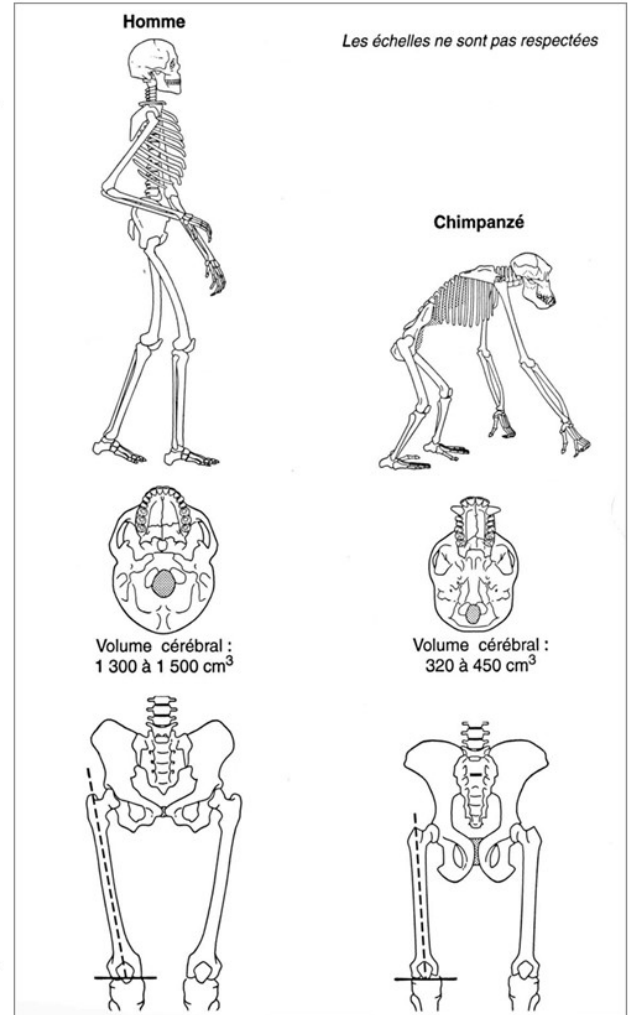 Homme
Les échelles ne sont pas respectées
Chimpanzé
Volume cérébral :
1 300 à 1 500 cm³
Volume cérébral :
320 à 450 cm³